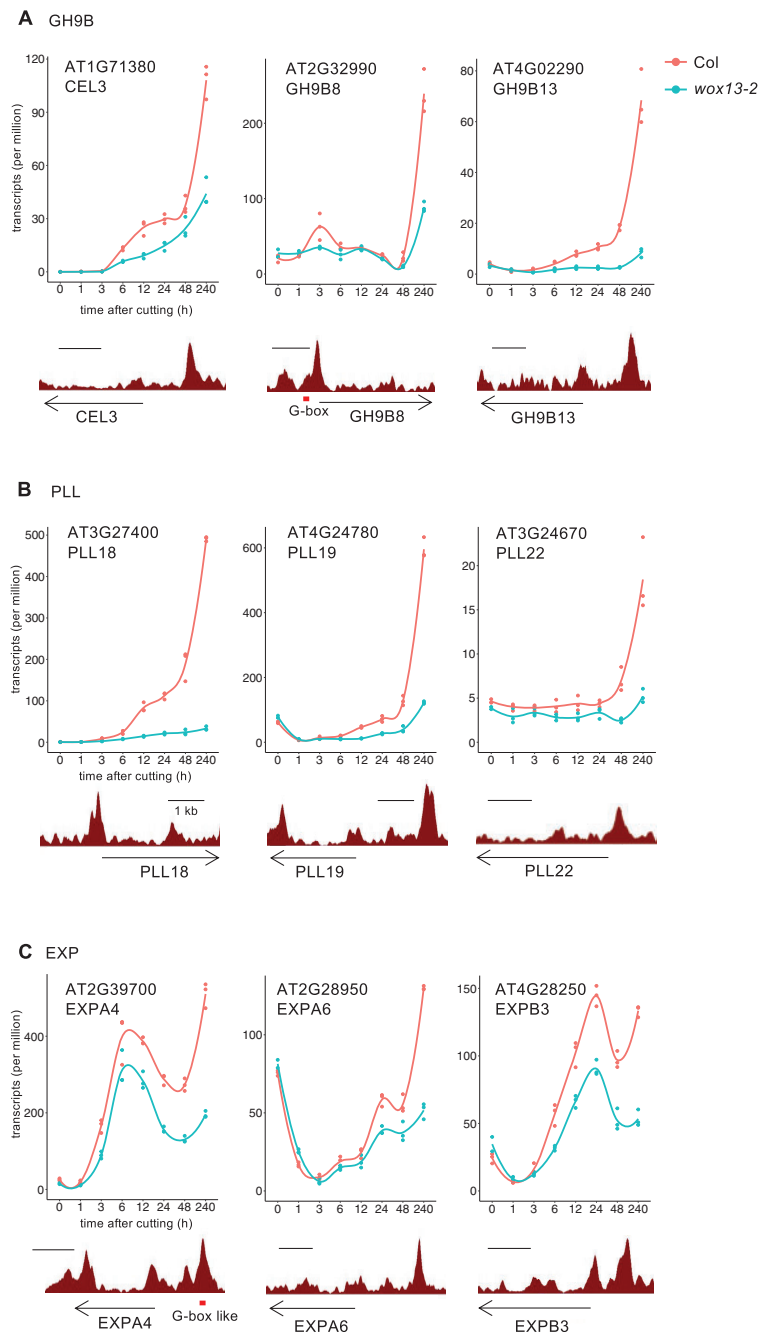 A GH9B
AT1G71380
CEL3
AT2G32990
GH9B8
AT4G02290
GH9B13
Col
wox13-2
transcripts (per million)
120
90
60
30
0
200
100
0
80
60
40
20
0
0 1 3 6 12 24 48 240
0 1 3 6 12 24 48 240
0 1 3 6 12 24 48 240
time after cutting (h)
CEL3
G-box
GH9B8
GH9B13
B PLL
AT3G27400
PLL18
AT4G24780
PLL19
AT3G24670
PLL22
transcripts (per million)
500
400
300
200
100
0
600
400
200
0
20
15
10
5
0
0 1 3 6 12 24 48 240
0 1 3 6 12 24 48 240
0 1 3 6 12 24 48 240
time after cutting (h)
1 kb
PLL18
PLL19
PLL22
C EXP
AT2G39700
EXPA4
AT2G28950
EXPA6
AT4G28250
EXPB3
transcripts (per million)
400
200
0
100
50
0
150
100
50
0
0 1 3 6 12 24 48 240
0 1 3 6 12 24 48 240
0 1 3 6 12 24 48 240
time after cutting (h)
EXPA4
G-box like
EXPA6
EXPB3